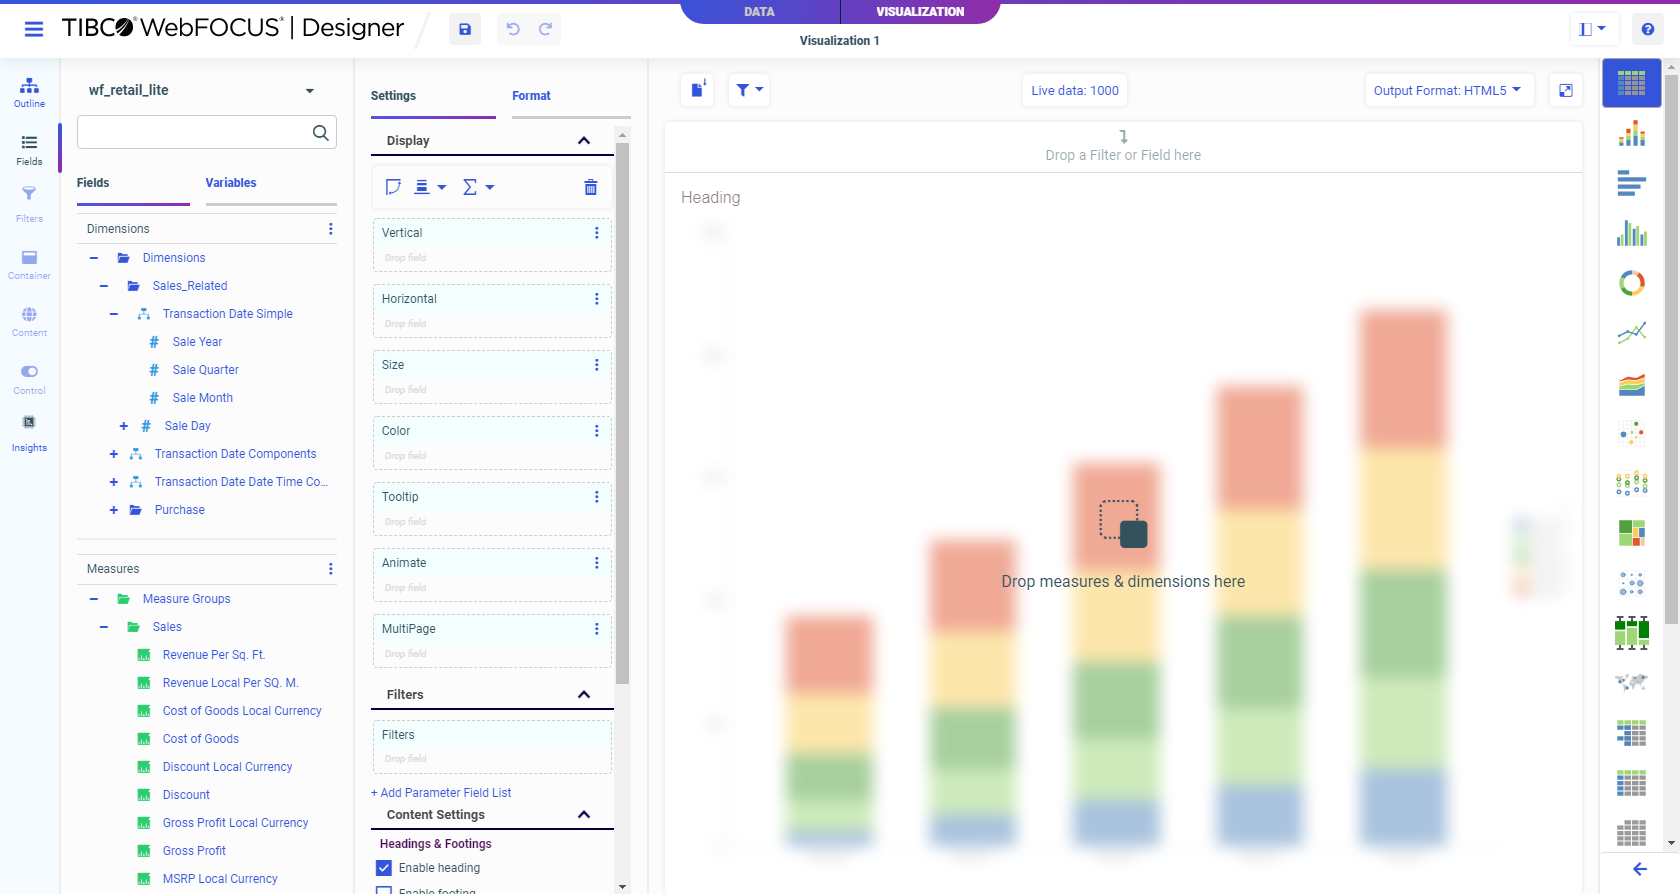 TIBCO WebFOCUS® | Designer
DATA
VISUALIZATION
Visualization 1
Outline
Fields
Filters
Container
Content
Control
Insights
wf_retail_lite
Fields
Variables
Dimensions
Dimensions
Sales_Related
Transaction Date Simple
Sale Year
Sale Quarter
Sale Month
Sale Day
Transaction Date Components
Transaction Date Date Time Co...
Purchase
Measures
Measure Groups
Sales
Revenue Per Sq. Ft.
Revenue Local Per SQ. M.
Cost of Goods Local Currency
Cost of Goods
Discount Local Currency
Discount
Gross Profit Local Currency
Gross Profit
MSRP Local Currency
Settings
Format
Display
Vertical
Drop field
Horizontal
Drop field
Size
Drop field
Color
Drop field
Tooltip
Drop field
Animate
Drop field
MultiPage
Drop field
Filters
Filters
Drop field
+ Add Parameter Field List
Content Settings
Headings & Footings
Enable heading
Enable footing
Live data: 1000
Output Format: HTML5
Drop a Filter or Field here
Heading
Drop measures & dimensions here